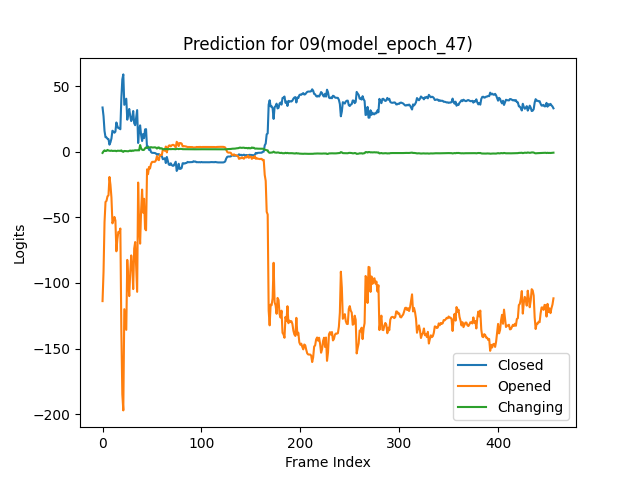 Prediction for 09(model_epoch_47)
50
0
−50
−100
−150
−200
Logits
0
100
200
300
400
Frame Index
Closed
Opened
Changing